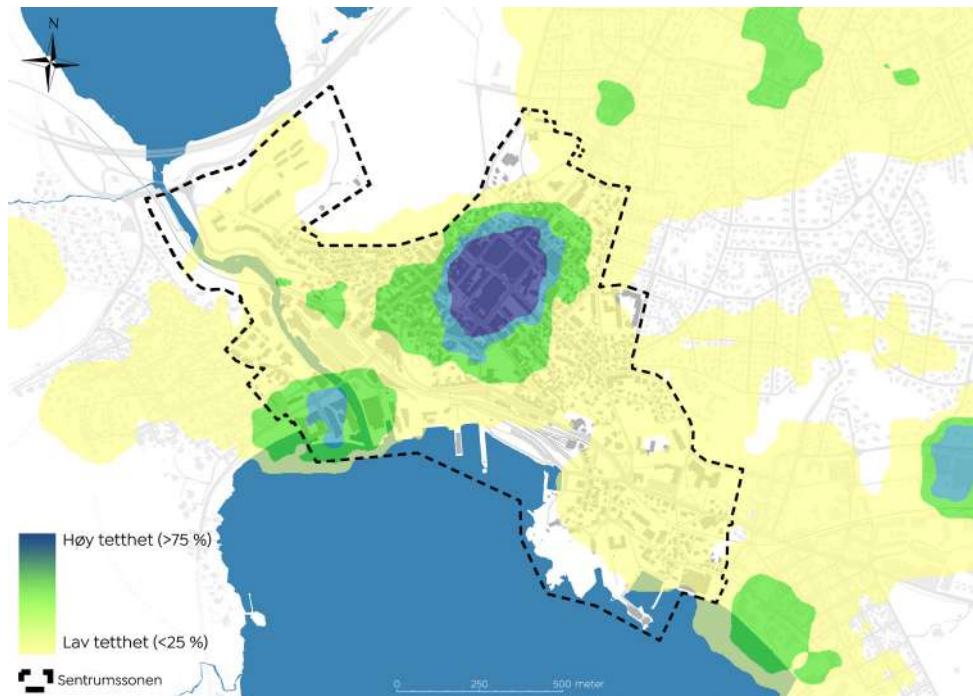 N
Høy tetthet (>75 %)
Lav tetthet (<25 %)
Sentrumssonen
0 250 500 meter